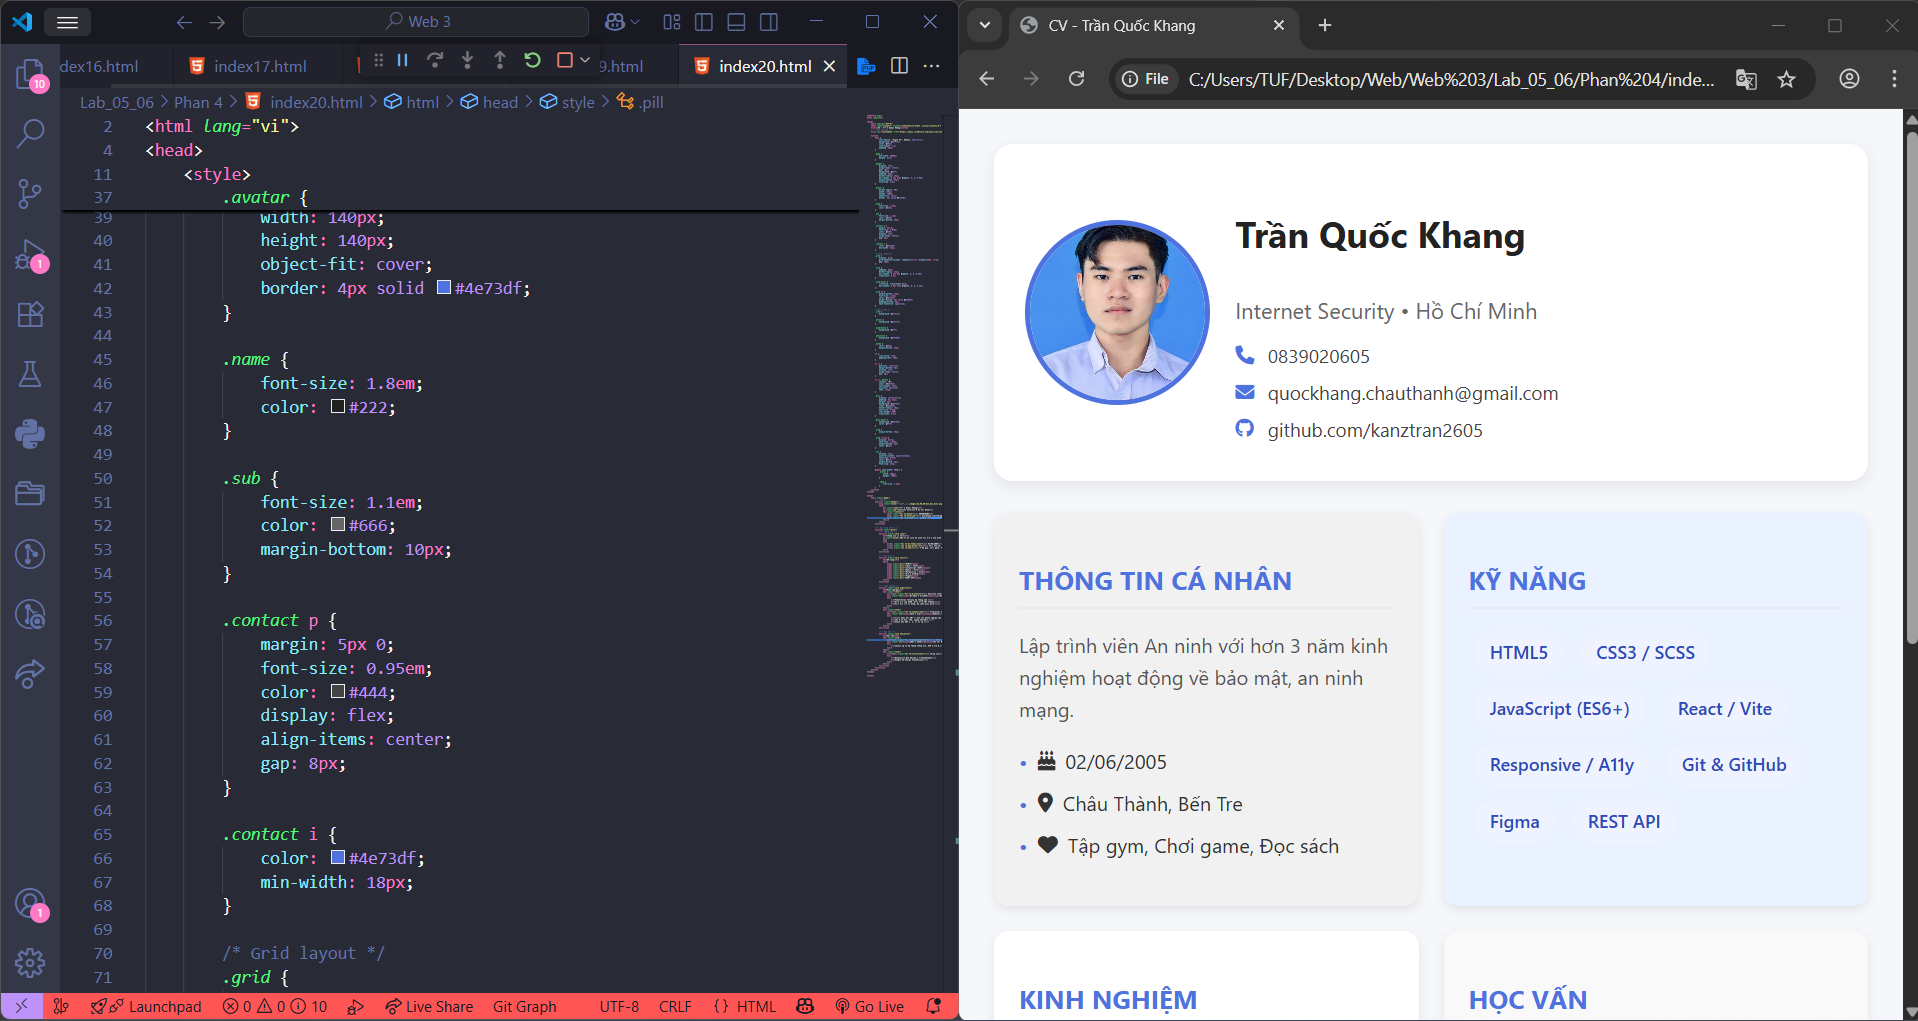 Web 3
dex16.html
index17.html
9.html
index20.html
Lab_05_06 > Phan 4 > index20.html > html > head > style > .pill
2 <html lang="vi">
4 <head>
11 <style>
37 .avatar {
39 width: 140px;
40 height: 140px;
41 object-fit: cover;
42 border: 4px solid #4e73df;
43 }
44
45 .name {
46 font-size: 1.8em;
47 color: #222;
48 }
49
50 .sub {
51 font-size: 1.1em;
52 color: #666;
53 margin-bottom: 10px;
54 }
55
56 .contact p {
57 margin: 5px 0;
58 font-size: 0.95em;
59 color: #444;
60 display: flex;
61 align-items: center;
62 gap: 8px;
63 }
64
65 .contact i {
66 color: #4e73df;
67 min-width: 18px;
68 }
69
70 /* Grid layout */
71 .grid {
10
1
1
Launchpad 0 0 10 Live Share Git Graph UTF-8 CRLF {} HTML Go Live
CV - Trần Quốc Khang
File C:/Users/TUF/Desktop/Web/Web%203/Lab_05_06/Phan%204/inde...
Trần Quốc Khang
Internet Security • Hồ Chí Minh
0839020605
quockhang.chauthanh@gmail.com
github.com/kanztran2605
THÔNG TIN CÁ NHÂN
Lập trình viên An ninh với hơn 3 năm kinh
nghiệm hoạt động về bảo mật, an ninh
mạng.
• 02/06/2005
• Châu Thành, Bến Tre
• Tập gym, Chơi game, Đọc sách
KỸ NĂNG
HTML5 CSS3 / SCSS
JavaScript (ES6+) React / Vite
Responsive / A11y Git & GitHub
Figma REST API
KINH NGHIỆM
HỌC VẤN